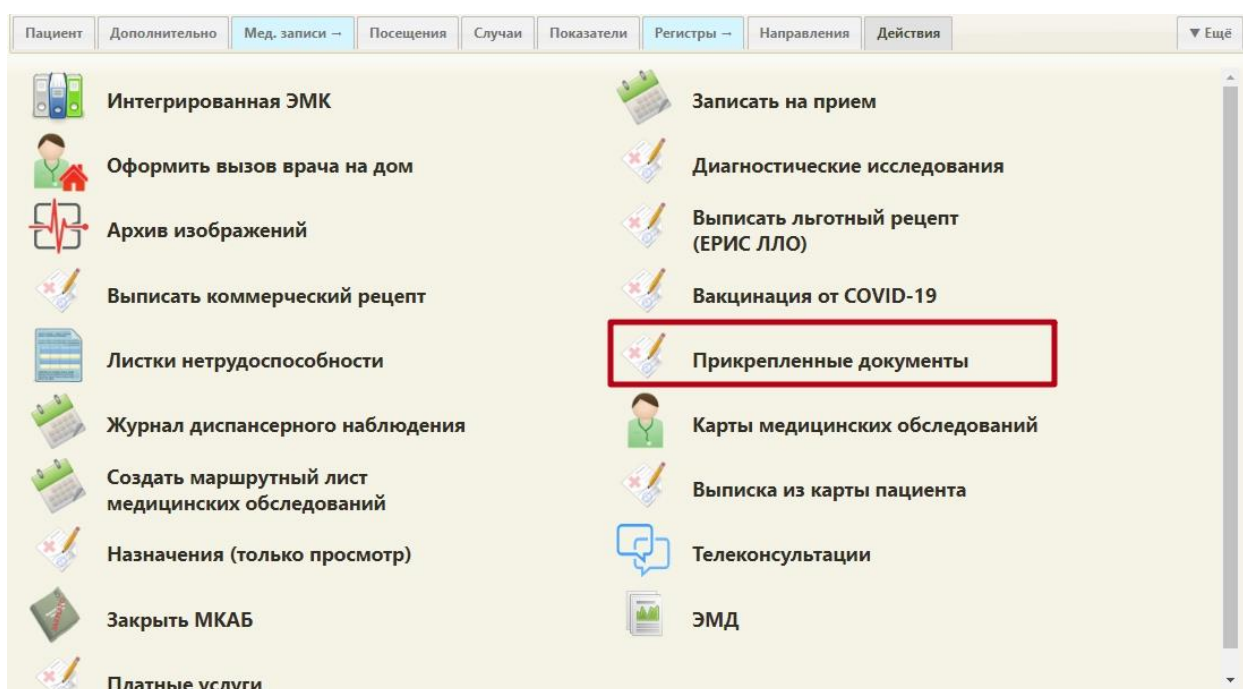 Пациент
Дополнительно
Мед. записи →
Посещения
Случаи
Показатели
Регистры →
Направления
Действия
▼ Ещё
Интегрированная ЭМК
Записать на прием
Оформить вызов врача на дом
Диагностические исследования
Архив изображений
Выписать льготный рецепт
(ЕРИС ЛЛО)
Выписать коммерческий рецепт
Вакцинация от COVID-19
Листки нетрудоспособности
Прикрепленные документы
Журнал диспансерного наблюдения
Карты медицинских обследований
Создать маршрутный лист
медицинских обследований
Выписка из карты пациента
Назначения (только просмотр)
Телеконсультации
Закрыть МКАБ
ЭМД
Платные услуги